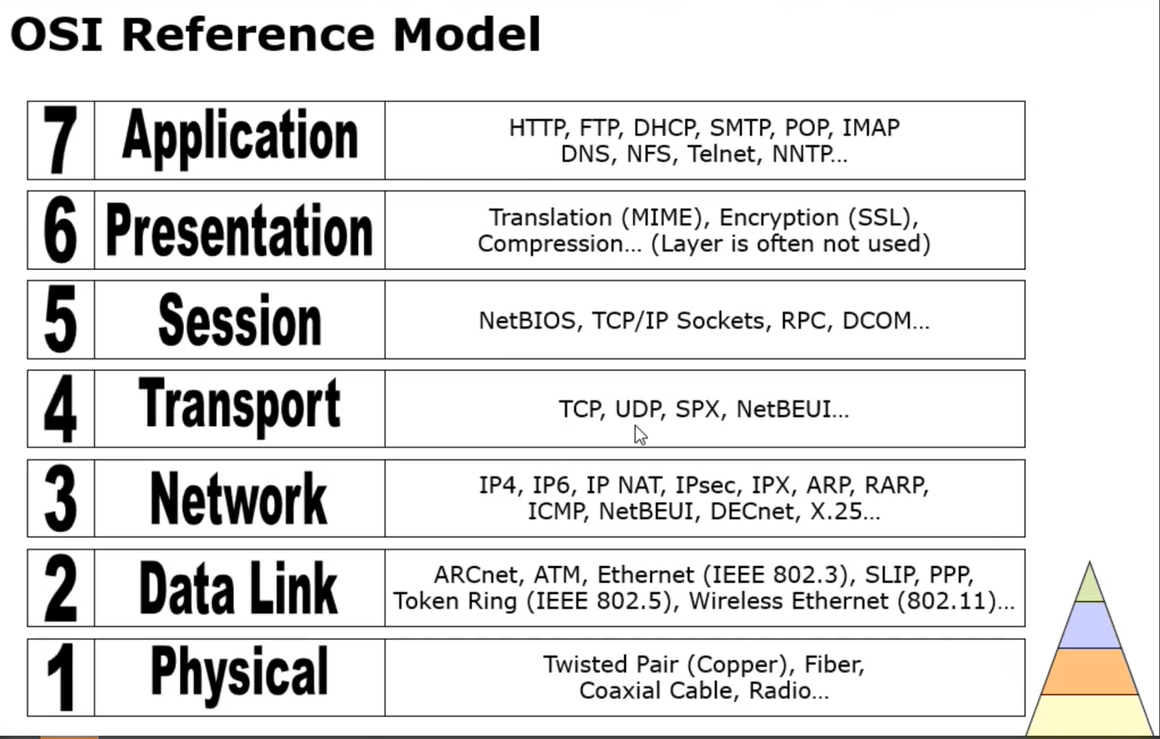 OSI Reference Model
7 Application
HTTP, FTP, DHCP, SMTP, POP, IMAP
DNS, NFS, Telnet, NNTP...
6 Presentation
Translation (MIME), Encryption (SSL),
Compression... (Layer is often not used)
5 Session
NetBIOS, TCP/IP Sockets, RPC, DCOM...
4 Transport
TCP, UDP, SPX, NetBEUI...
3 Network
IP4, IP6, IP NAT, IPsec, IPX, ARP, RARP,
ICMP, NetBEUI, DECnet, X.25...
2 Data Link
ARCnet, ATM, Ethernet (IEEE 802.3), SLIP, PPP,
Token Ring (IEEE 802.5), Wireless Ethernet (802.11)...
1 Physical
Twisted Pair (Copper), Fiber,
Coaxial Cable, Radio...